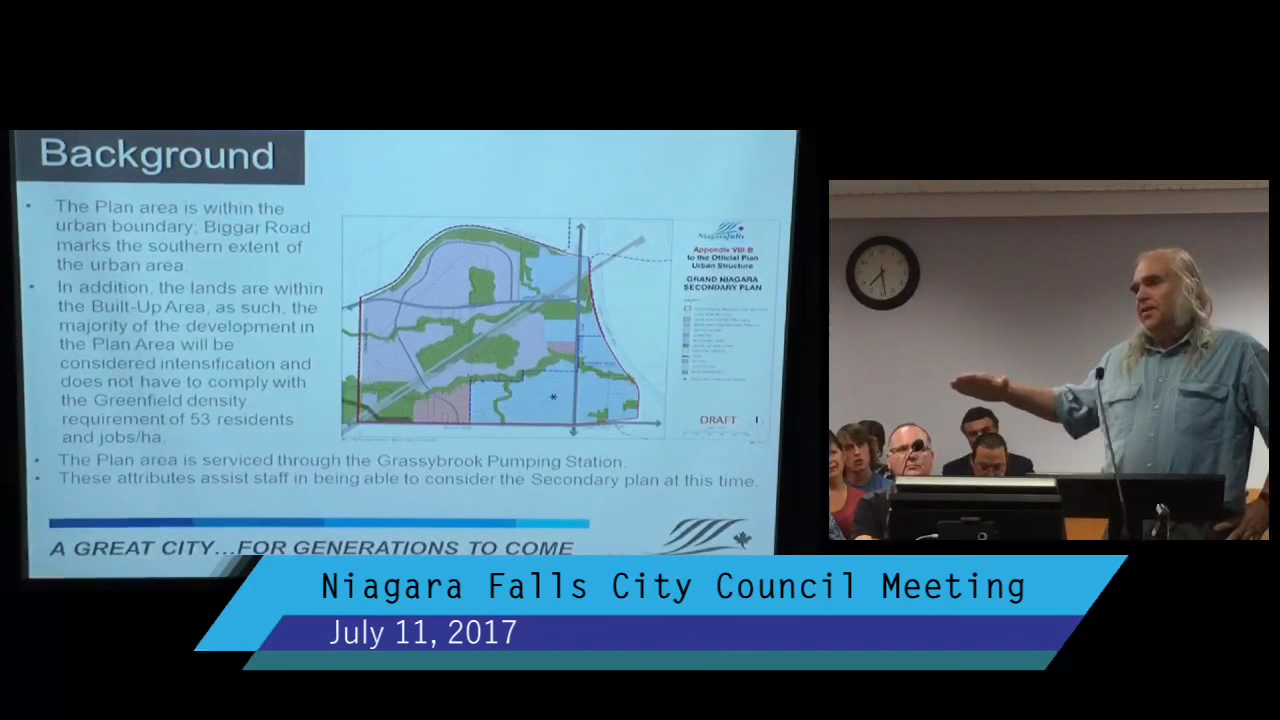 Background
• The Plan area is within the
urban boundary; Biggar Road
marks the southern extent of
the urban area.
• In addition, the lands are within
the Built-Up Area, as such, the
majority of the development in
the Plan Area will be
considered intensification and
does not have to comply with
the Greenfield density
requirement of 53 residents
and jobs/ha.
• The Plan area is serviced through the Grassybrook Pumping Station.
• These attributes assist staff in being able to consider the Secondary plan at this time.
Niagara Falls
Appendix VIII-B
to the Official Plan
Urban Structure
GRAND NIAGARA
SECONDARY PLAN
DRAFT
A GREAT CITY...FOR GENERATIONS TO COME
Niagara Falls City Council Meeting
July 11, 2017